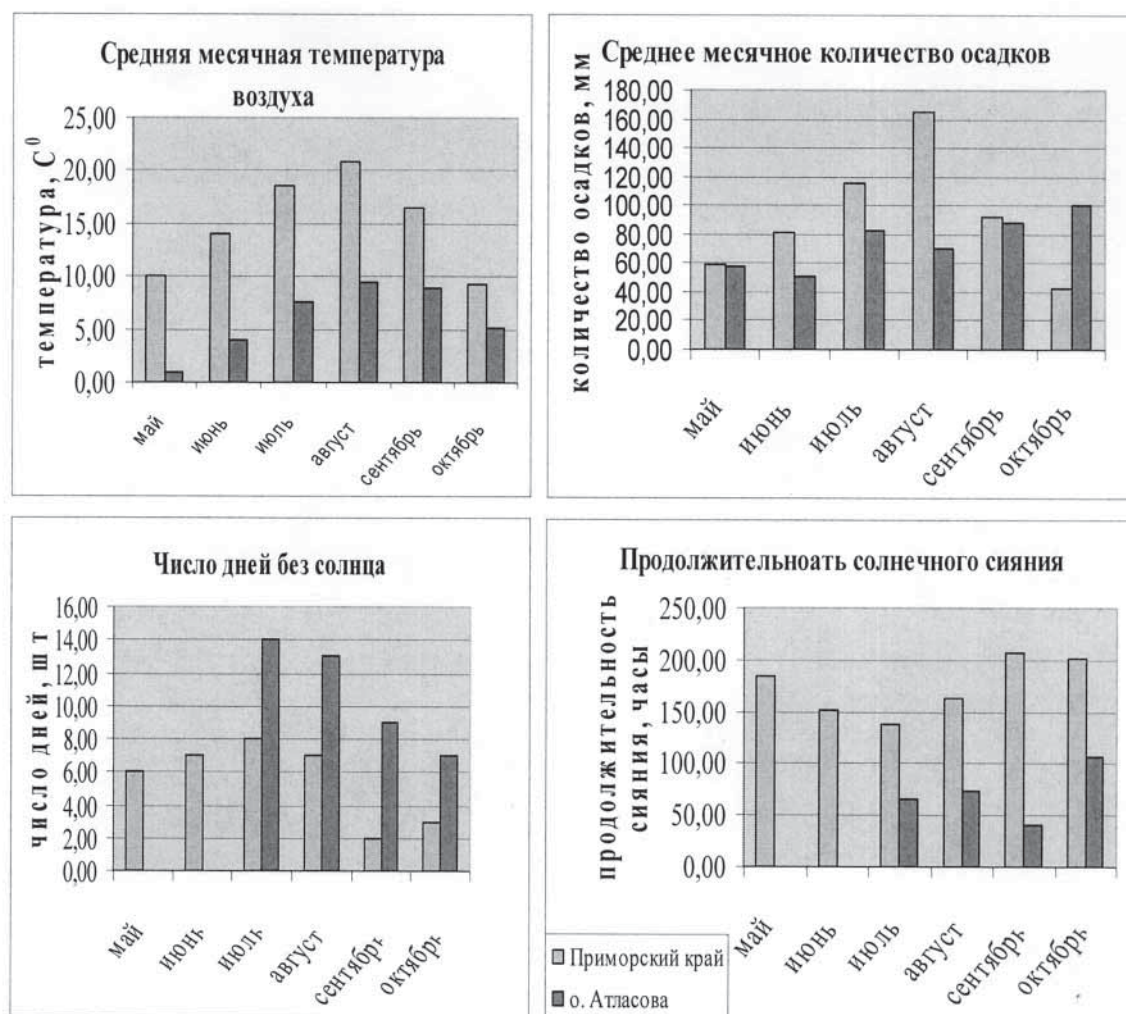 Средняя месячная температура
воздуха
температура, С⁰
25,00
20,00
15,00
10,00
5,00
0,00
май
июнь
июль
август
сентябрь
октябрь
Среднее месячное количество осадков
количество осадков, мм
180,00
160,00
140,00
120,00
100,00
80,00
60,00
40,00
20,00
0,00
май
июнь
июль
август
сентябрь
октябрь
Число дней без солнца
число дней, шт
16,00
14,00
12,00
10,00
8,00
6,00
4,00
2,00
0,00
май
июнь
июль
август
сентябрь
октябрь
Продолжительноать солнечного сияния
продолжительность
сияния, часы
250,00
200,00
150,00
100,00
50,00
0,00
май
июнь
июль
август
сентябрь
октябрь
Приморский край
о. Атласова